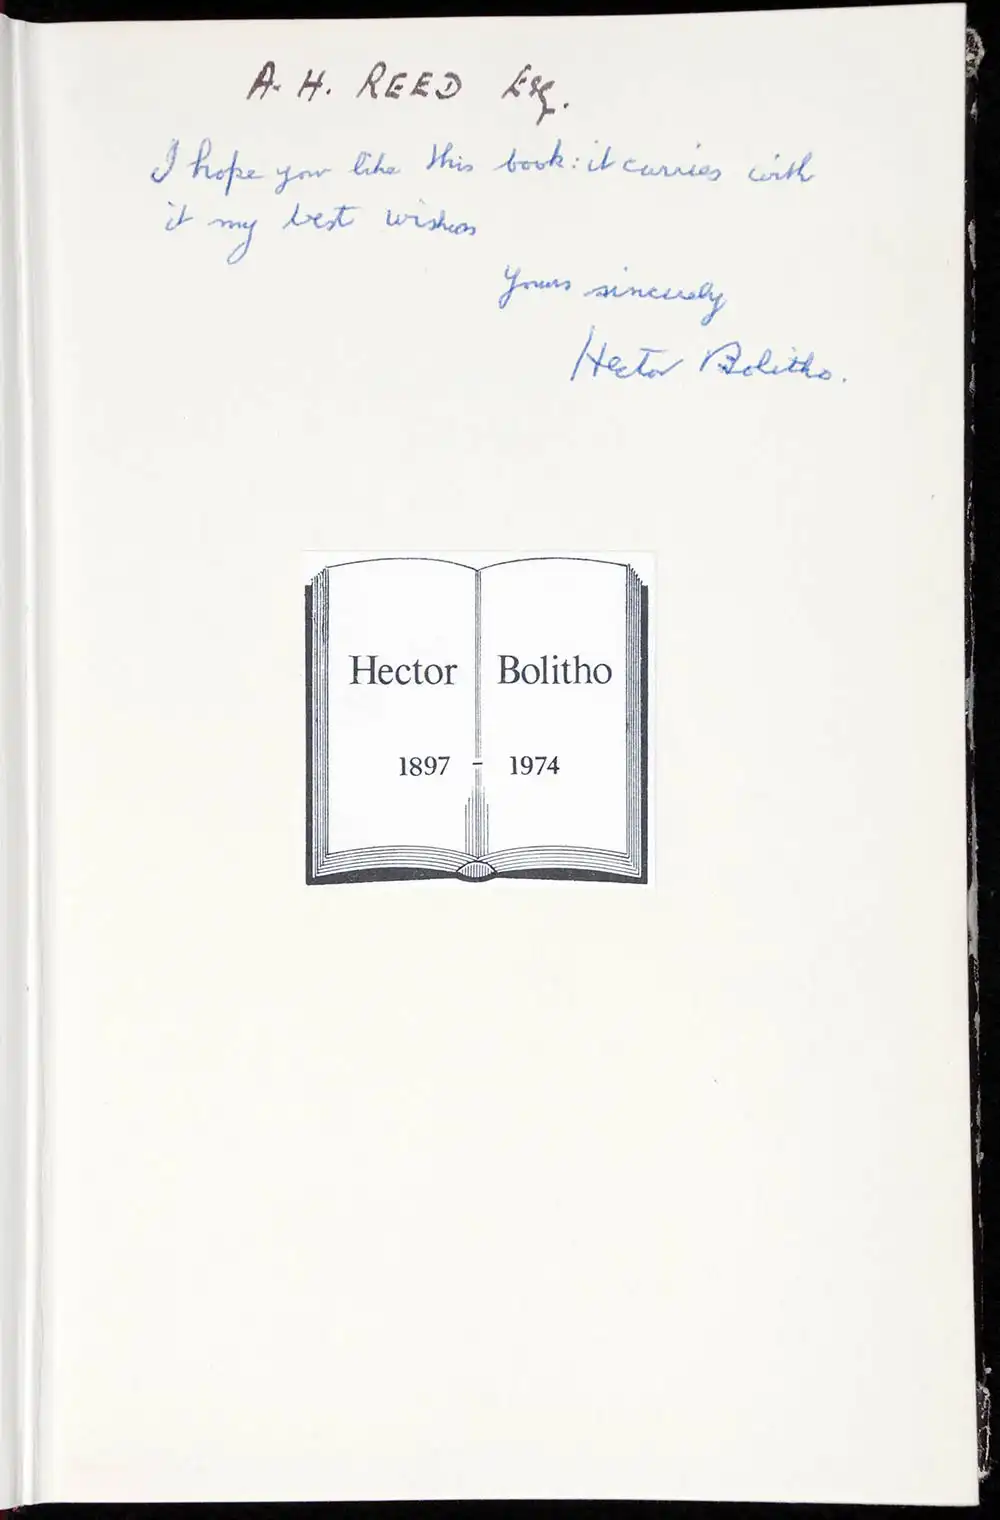 A. H. REED Esq.
I hope you like this book: it carries with
it my best wishes
Yours sincerely
Hector Bolitho.
Hector Bolitho
1897 - 1974